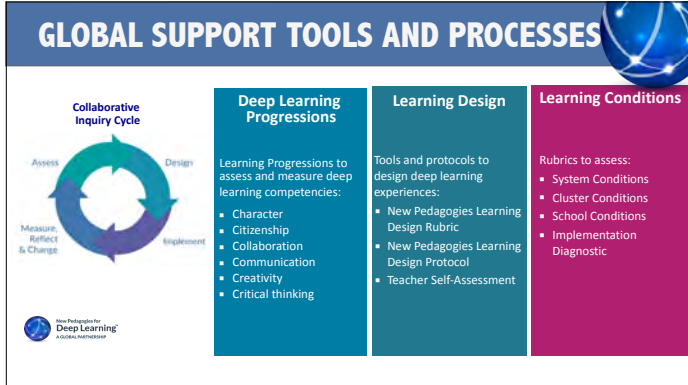 GLOBAL SUPPORT TOOLS AND PROCESSES
Collaborative
Inquiry Cycle
Assess
Design
Measure,
Reflect
& Change
Implement
New Pedagogies for
Deep Learning™
A GLOBAL PARTNERSHIP
Deep Learning
Progressions
Learning Progressions to
assess and measure deep
learning competencies:
▪ Character
▪ Citizenship
▪ Collaboration
▪ Communication
▪ Creativity
▪ Critical thinking
Learning Design
Tools and protocols to
design deep learning
experiences:
▪ New Pedagogies Learning
Design Rubric
▪ New Pedagogies Learning
Design Protocol
▪ Teacher Self-Assessment
Learning Conditions
Rubrics to assess:
▪ System Conditions
▪ Cluster Conditions
▪ School Conditions
▪ Implementation
Diagnostic